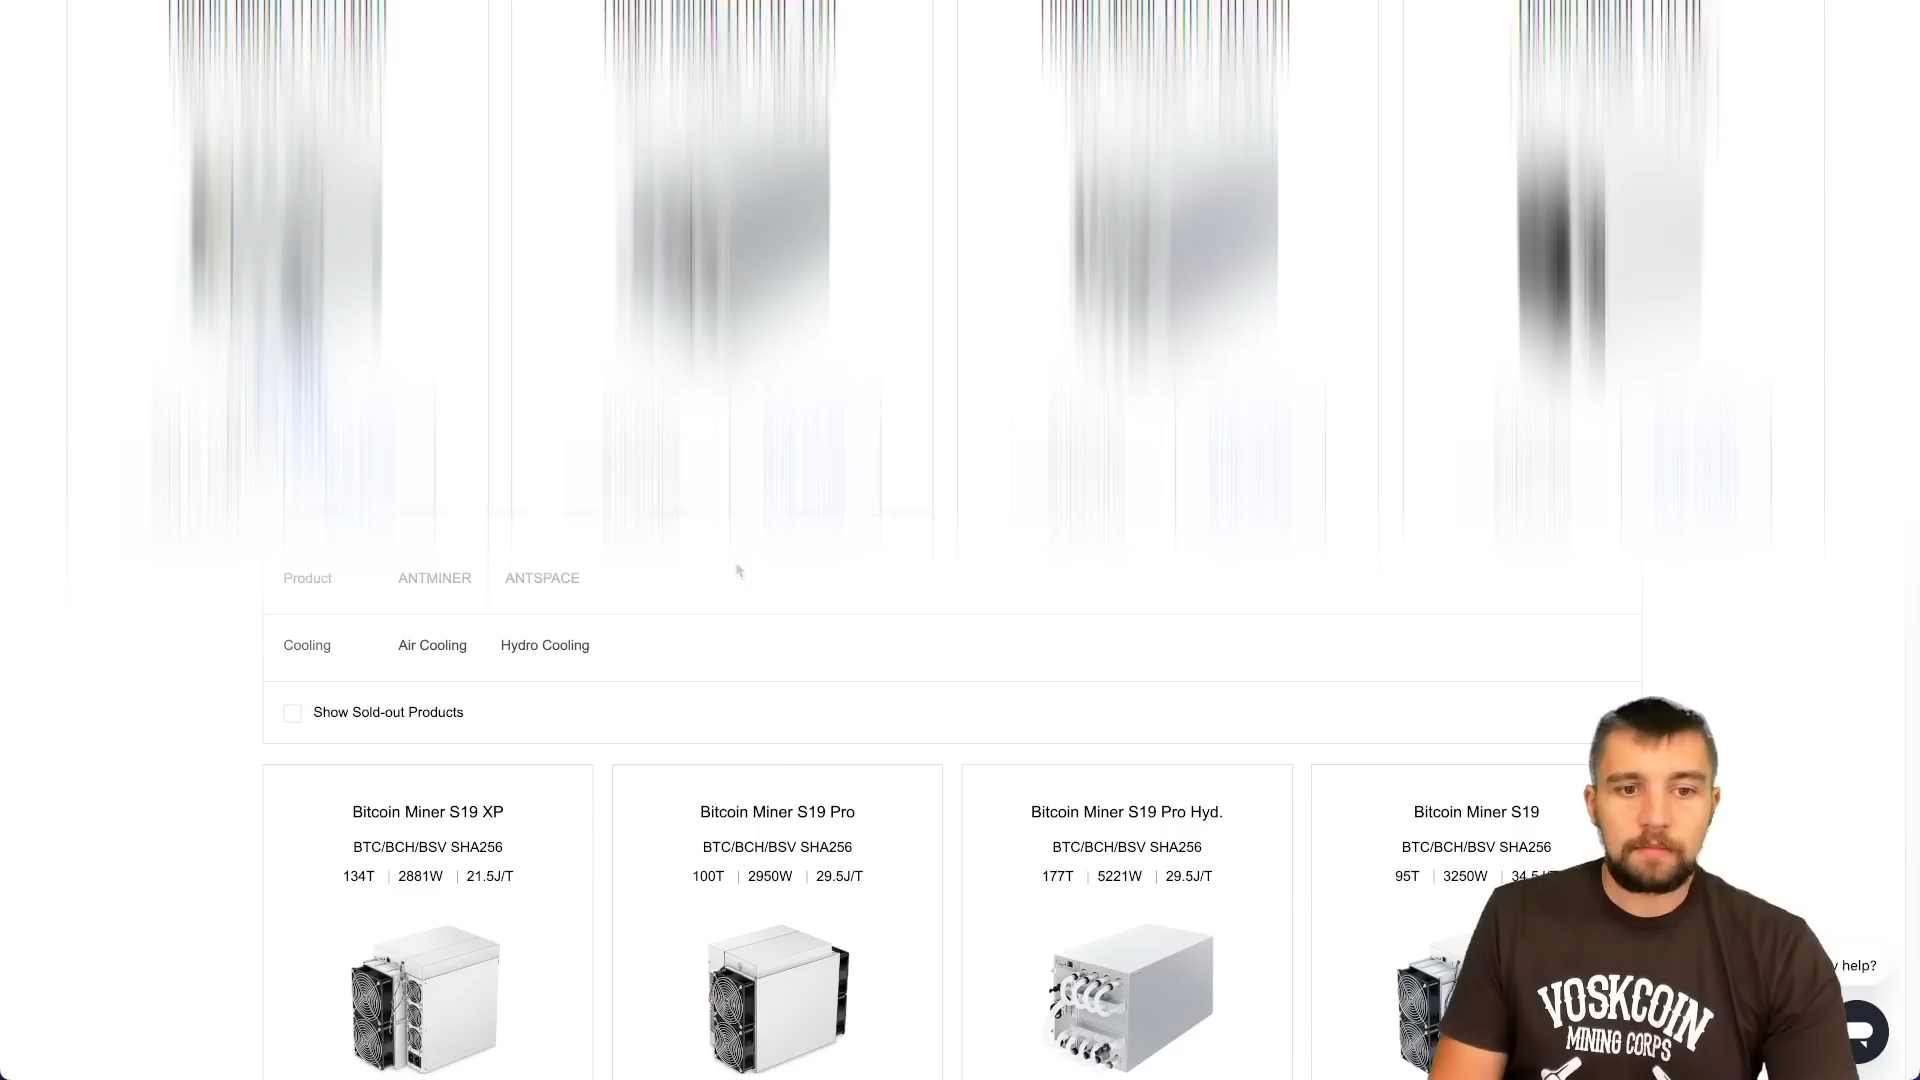 Product ANTMINER ANTSPACE
Cooling Air Cooling Hydro Cooling
Show Sold-out Products
Bitcoin Miner S19 XP
BTC/BCH/BSV SHA256
134T | 2881W | 21.5J/T
Bitcoin Miner S19 Pro
BTC/BCH/BSV SHA256
100T | 2950W | 29.5J/T
Bitcoin Miner S19 Pro Hyd.
BTC/BCH/BSV SHA256
177T | 5221W | 29.5J/T
Bitcoin Miner S19
BTC/BCH/BSV SHA256
95T | 3250W |
help?
VOSKCOIN
MINING CORPS